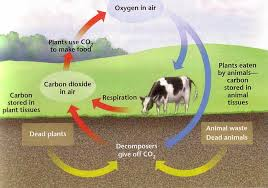 Oxygen in air
Plants use CO₂
to make food
Carbon dioxide
in air
Plants eaten
by animals—
carbon
stored in
animal
tissues
Carbon
stored in
plant tissues
Respiration
Dead plants
Animal waste
Dead animals
Decomposers
give off CO₂